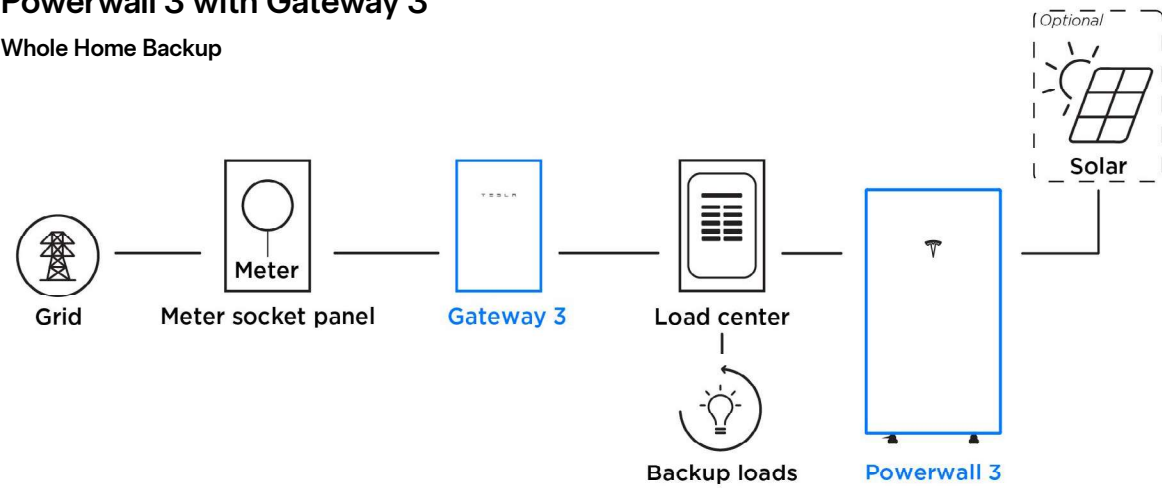 Powerwall 3 with Gateway 3
Whole Home Backup
Optional
Solar
TESLA
Meter
Grid
Meter socket panel
Gateway 3
Load center
Backup loads
Powerwall 3